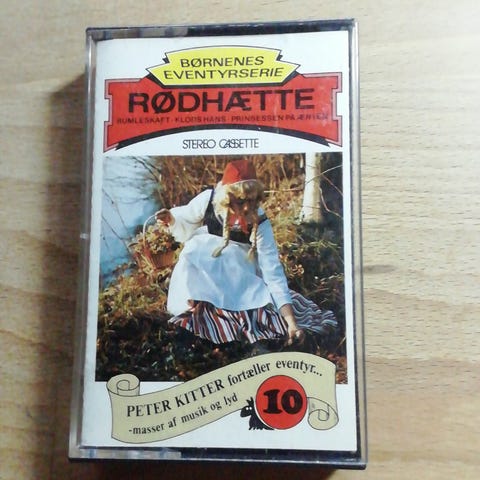 BØRNENES
EVENTYRSERIE
RØDHÆTTE
RUMLESKAFT · KLODS HANS · PRINSESSEN PÅ ÆRTEN
STEREO CASSETTE
PETER KITTER fortæller eventyr...
-masser af musik og lyd
10